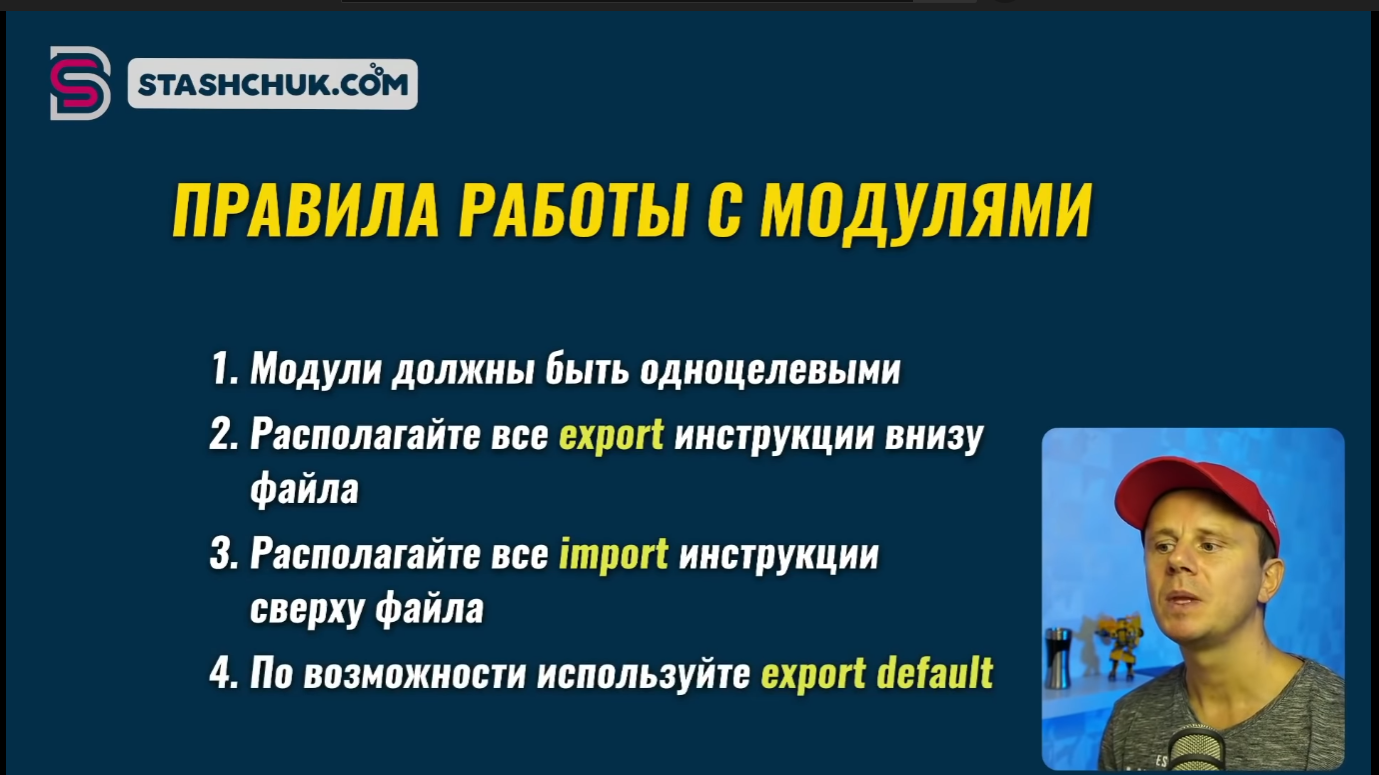 STASHCHUK.COM
ПРАВИЛА РАБОТЫ С МОДУЛЯМИ
1. Модули должны быть одноцелевыми
2. Располагайте все export инструкции внизу
файла
3. Располагайте все import инструкции
сверху файла
4. По возможности используйте export default